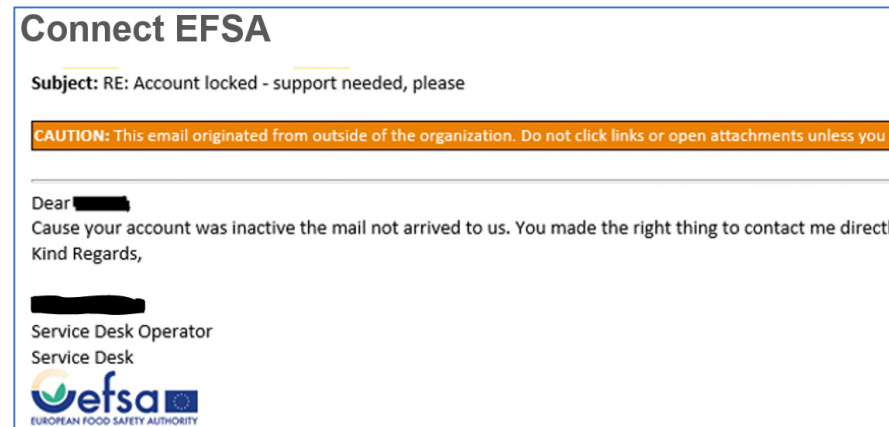 Connect EFSA
Subject: RE: Account locked - support needed, please
CAUTION: This email originated from outside of the organization. Do not click links or open attachments unless you
Dear
Cause your account was inactive the mail not arrived to us. You made the right thing to contact me directl
Kind Regards,
Service Desk Operator
Service Desk
efsa
EUROPEAN FOOD SAFETY AUTHORITY